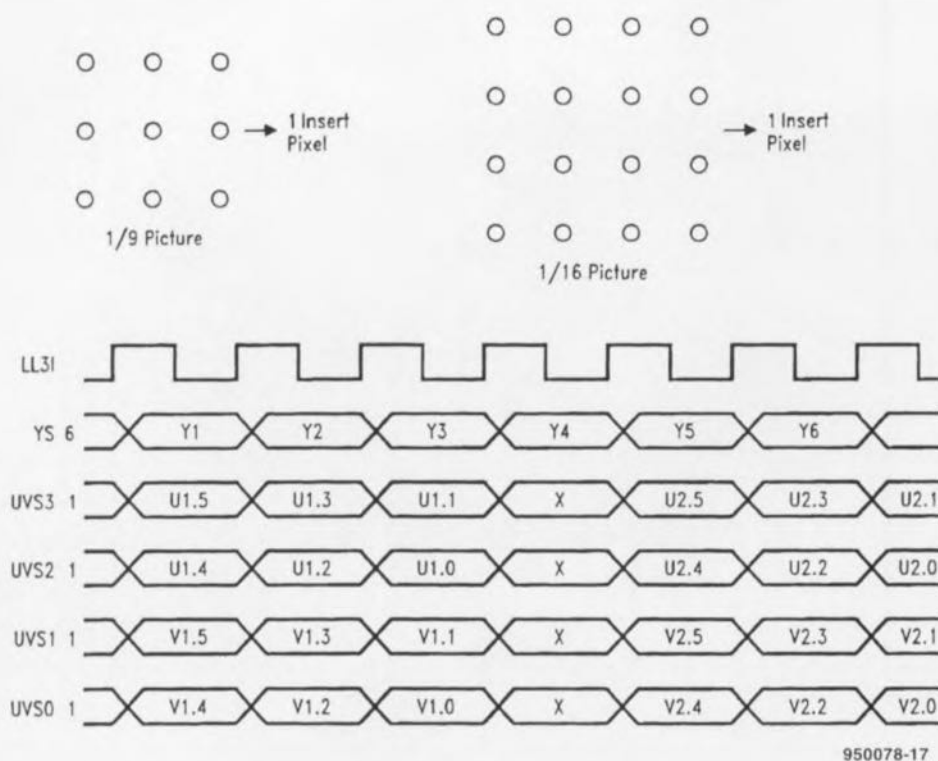 1 Insert
Pixel
1/9 Picture
1 Insert
Pixel
1/16 Picture
LL3I
YS 6 Y1 Y2 Y3 Y4 Y5 Y6
UVS3 1 U1.5 U1.3 U1.1 X U2.5 U2.3 U2.1
UVS2 1 U1.4 U1.2 U1.0 X U2.4 U2.2 U2.0
UVS1 1 V1.5 V1.3 V1.1 X V2.5 V2.3 V2.1
UVS0 1 V1.4 V1.2 V1.0 X V2.4 V2.2 V2.0
950078-17